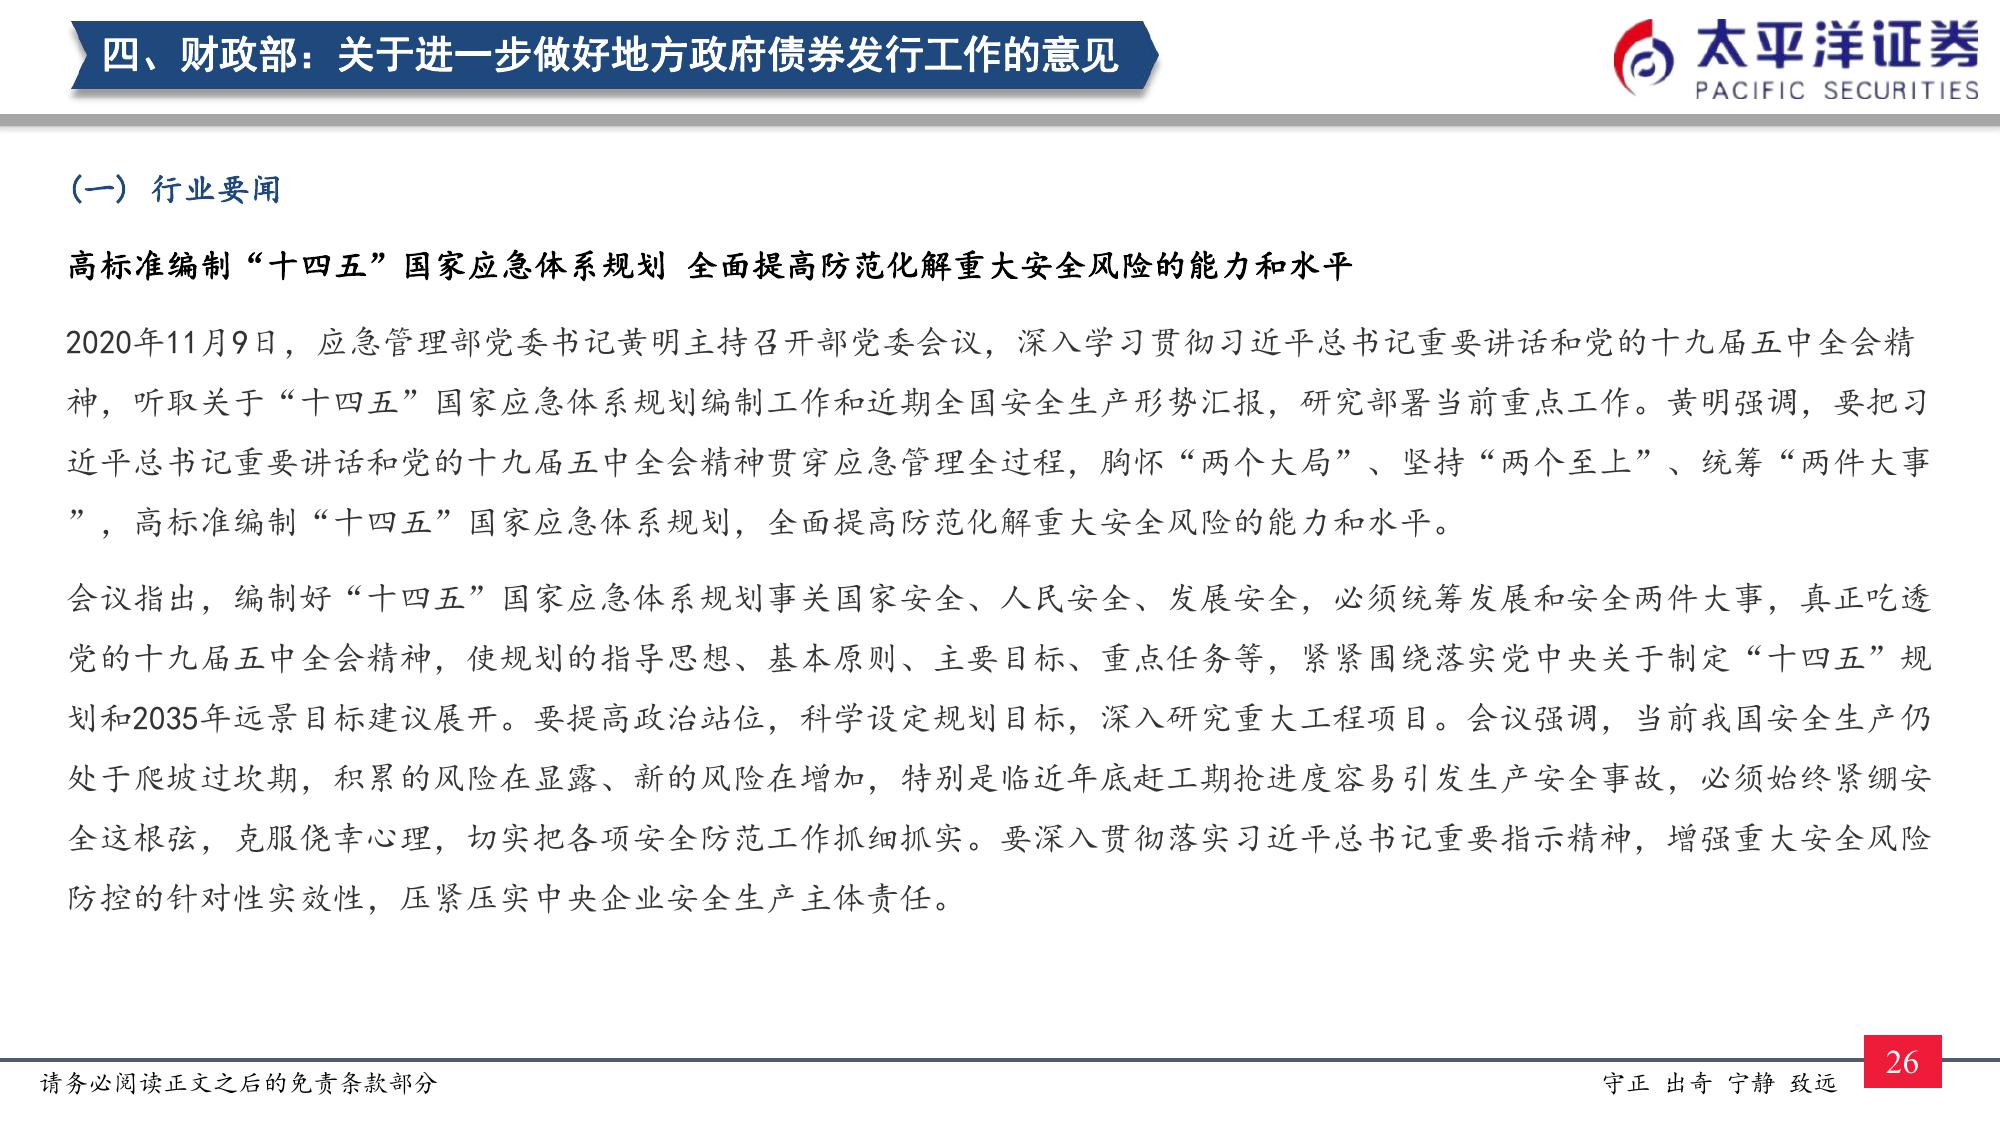 四、财政部：关于进一步做好地方政府债券发行工作的意见
太平洋证券
PACIFIC SECURITIES
（一）行业要闻
高标准编制“十四五”国家应急体系规划 全面提高防范化解重大安全风险的能力和水平
2020年11月9日，应急管理部党委书记黄明主持召开部党委会议，深入学习贯彻习近平总书记重要讲话和党的十九届五中全会精
神，听取关于“十四五”国家应急体系规划编制工作和近期全国安全生产形势汇报，研究部署当前重点工作。黄明强调，要把习
近平总书记重要讲话和党的十九届五中全会精神贯穿应急管理全过程，胸怀“两个大局”、坚持“两个至上”、统筹“两件大事
”，高标准编制“十四五”国家应急体系规划，全面提高防范化解重大安全风险的能力和水平。
会议指出，编制好“十四五”国家应急体系规划事关国家安全、人民安全、发展安全，必须统筹发展和安全两件大事，真正吃透
党的十九届五中全会精神，使规划的指导思想、基本原则、主要目标、重点任务等，紧紧围绕落实党中央关于制定“十四五”规
划和2035年远景目标建议展开。要提高政治站位，科学设定规划目标，深入研究重大工程项目。会议强调，当前我国安全生产仍
处于爬坡过坎期，积累的风险在显露、新的风险在增加，特别是临近年底赶工期抢进度容易引发生产安全事故，必须始终紧绷安
全这根弦，克服侥幸心理，切实把各项安全防范工作抓细抓实。要深入贯彻落实习近平总书记重要指示精神，增强重大安全风险
防控的针对性实效性，压紧压实中央企业安全生产主体责任。
请务必阅读正文之后的免责条款部分
守正 出奇 宁静 致远
26